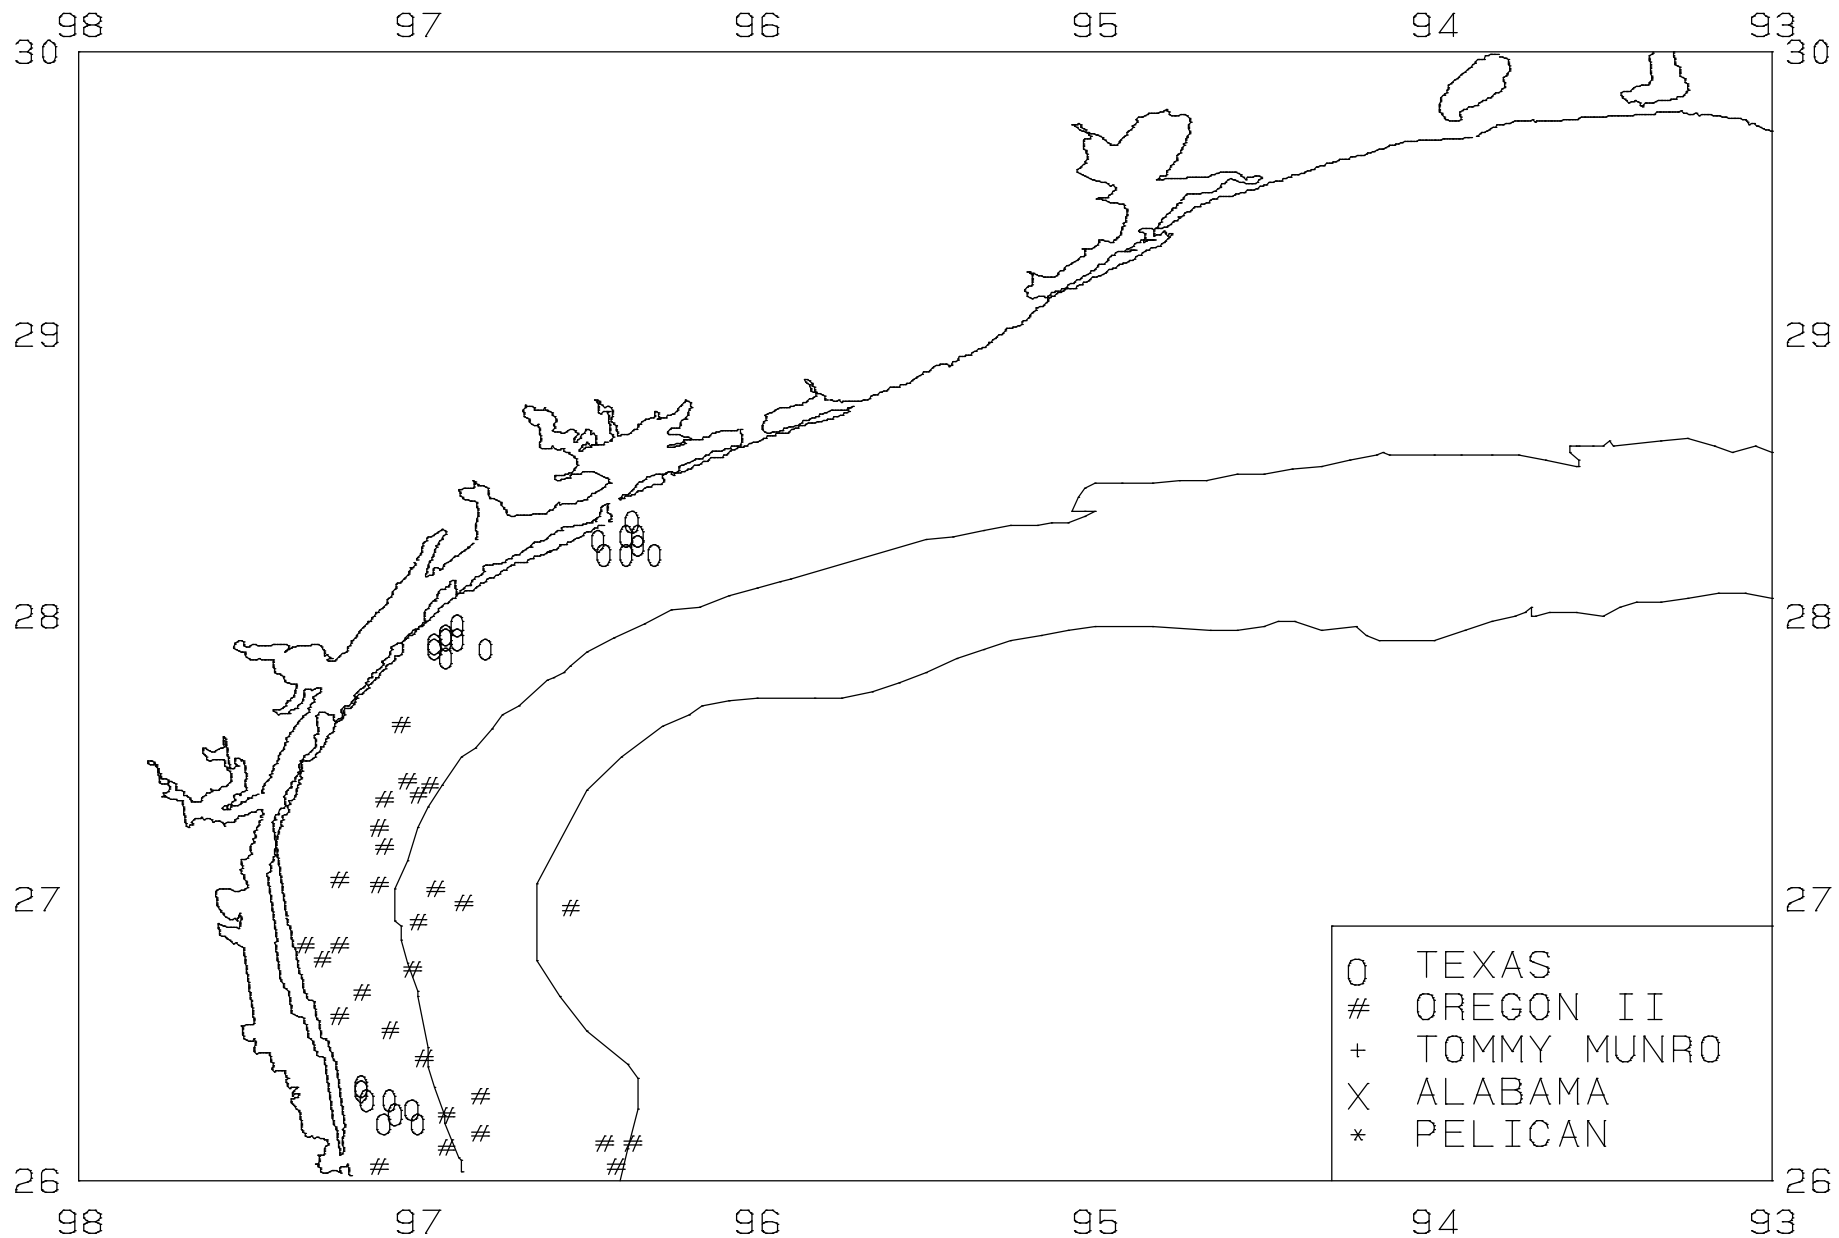 98 97 96 95 94 93
30 30
29 29
28 28
27 27
O TEXAS
# OREGON II
+ TOMMY MUNRO
X ALABAMA
* PELICAN
26 26
98 97 96 95 94 93